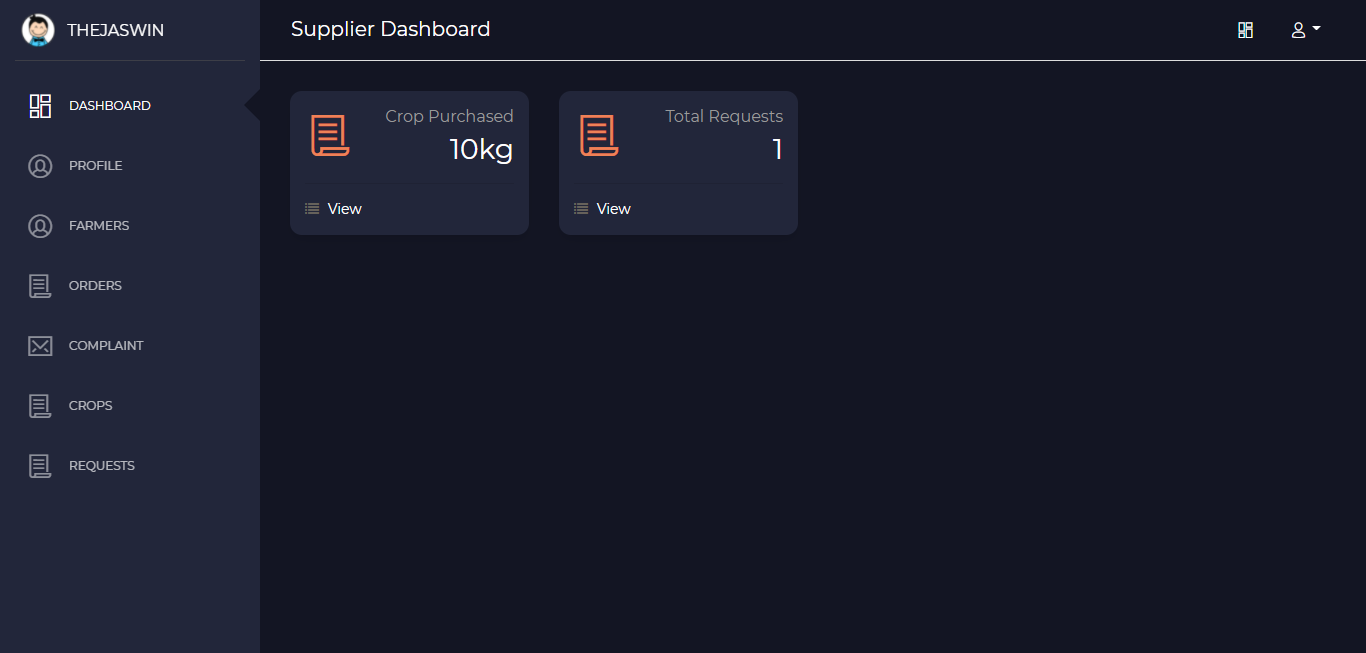 THEJASWIN
Supplier Dashboard
DASHBOARD
PROFILE
FARMERS
ORDERS
COMPLAINT
CROPS
REQUESTS
Crop Purchased
10kg
View
Total Requests
1
View